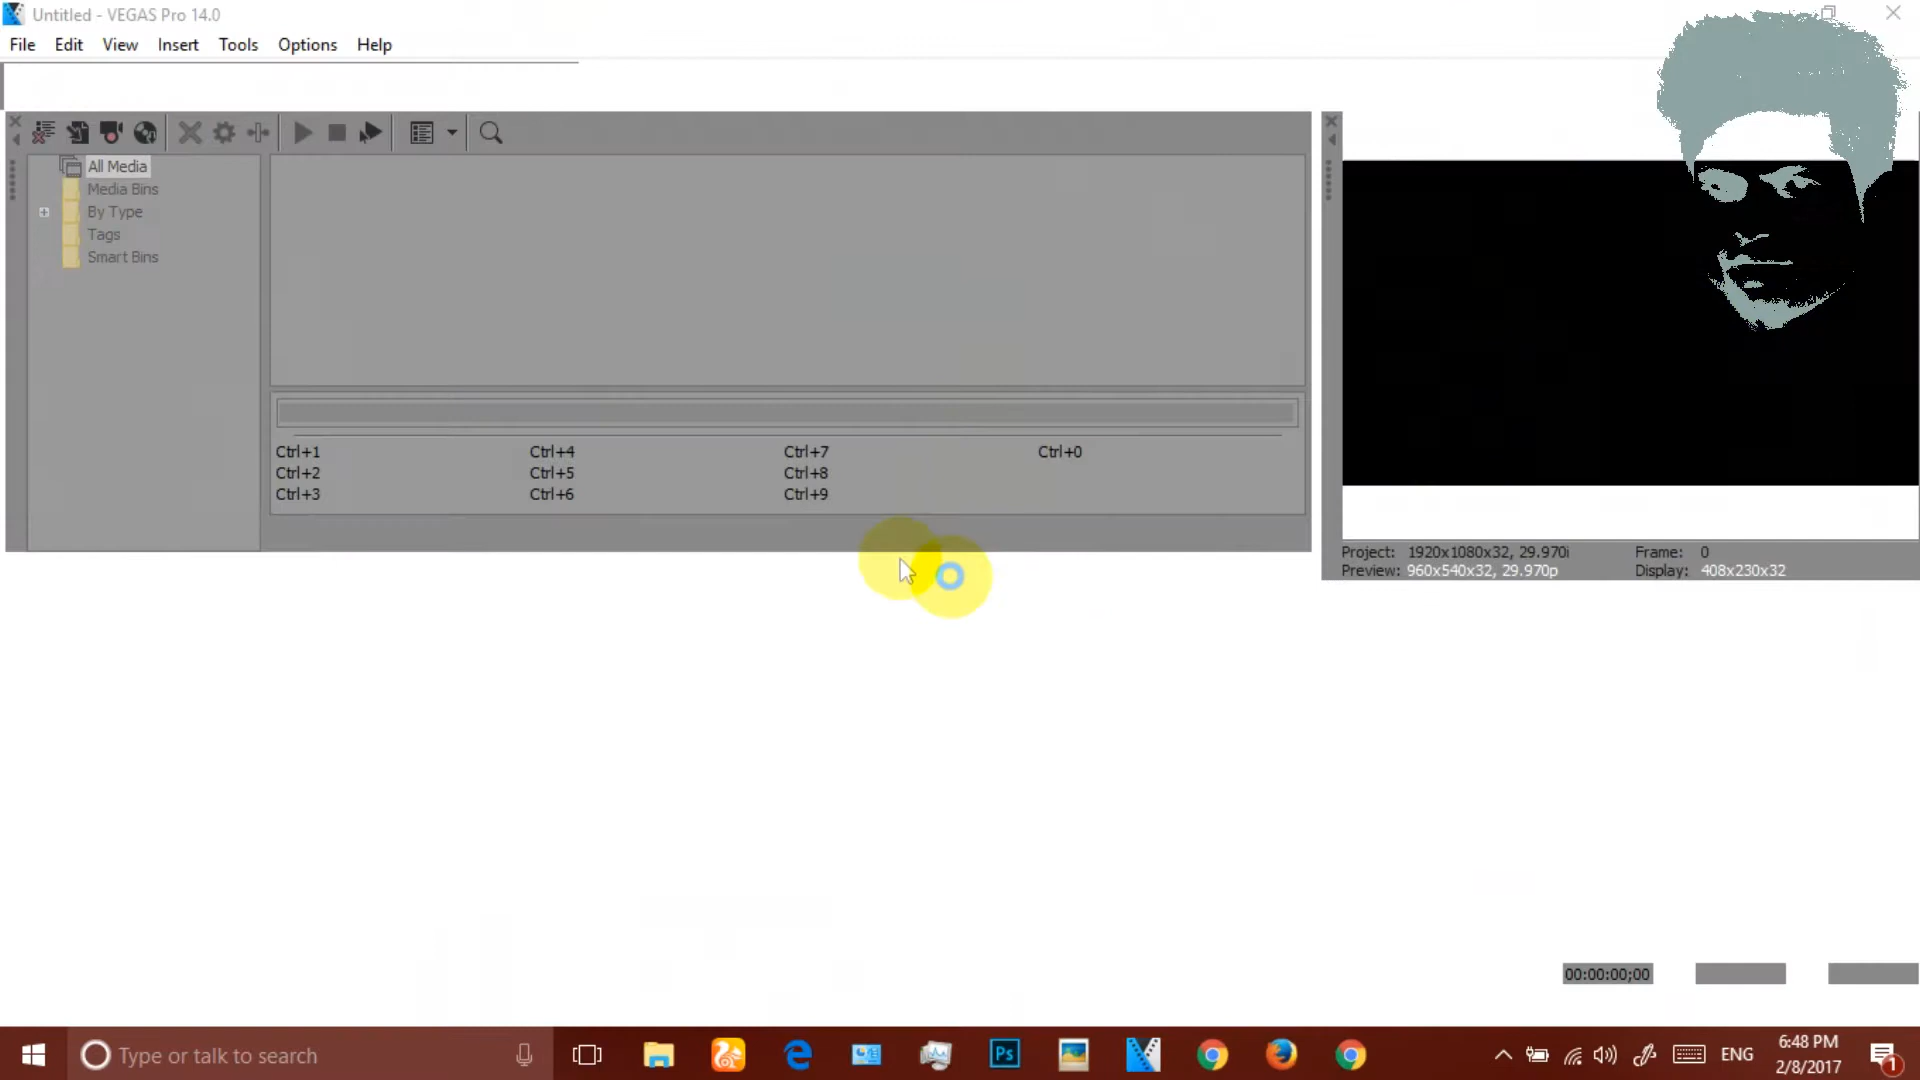 Untitled - VEGAS Pro 14.0
File Edit View Insert Tools Options Help
All Media
Media Bins
By Type
Tags
Smart Bins
Ctrl+1 Ctrl+4 Ctrl+7 Ctrl+0
Ctrl+2 Ctrl+5 Ctrl+8
Ctrl+3 Ctrl+6 Ctrl+9
Project: 1920x1080x32, 29.970i Frame: 0
Preview: 960x540x32, 29.970p Display: 408x230x32
00:00:00;00
Type or talk to search
Ps
ENG
6:48 PM
2/8/2017
1